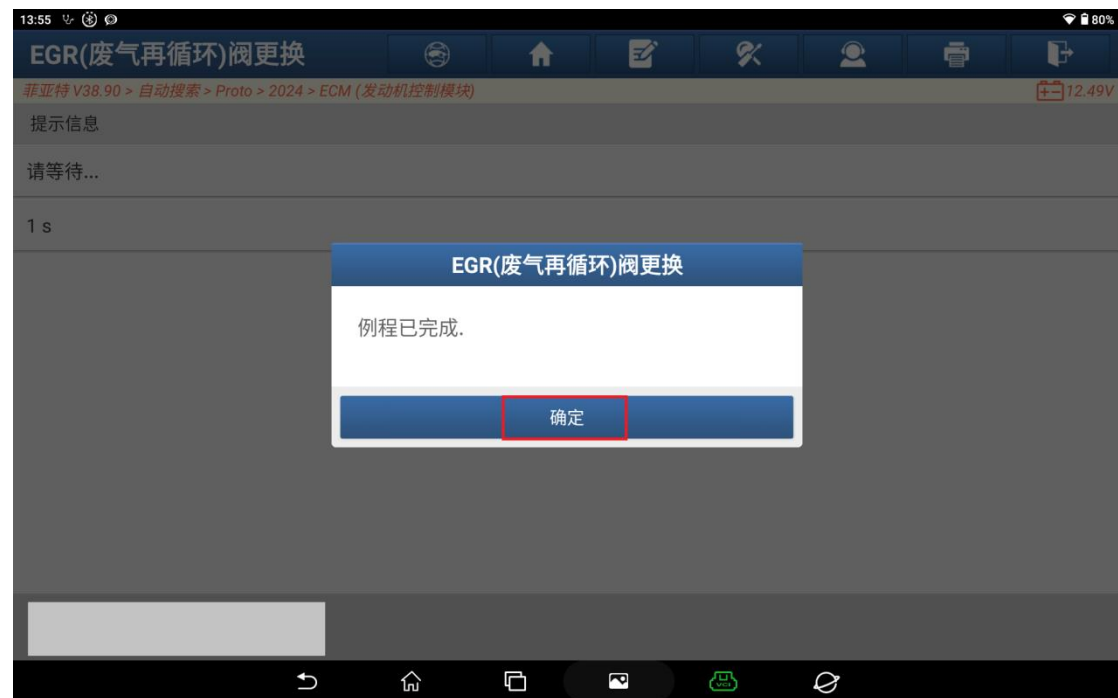 13:55
80%
EGR(废气再循环)阀更换
菲亚特 V38.90 > 自动搜索 > Proto > 2024 > ECM (发动机控制模块)
12.49V
提示信息
请等待...
1 s
EGR(废气再循环)阀更换
例程已完成.
确定
VCI